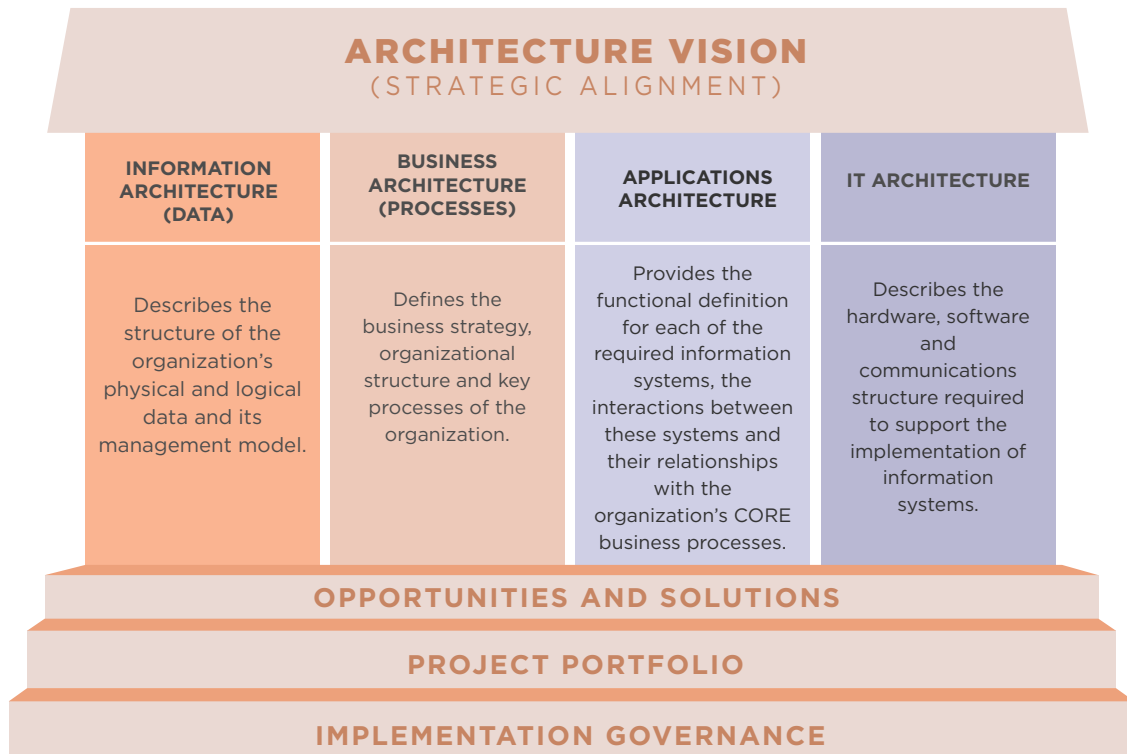 ARCHITECTURE VISION
(STRATEGIC ALIGNMENT)
INFORMATION
ARCHITECTURE
(DATA)
Describes the
structure of the
organization’s
physical and logical
data and its
management model.
BUSINESS
ARCHITECTURE
(PROCESSES)
Defines the
business strategy,
organizational
structure and key
processes of the
organization.
APPLICATIONS
ARCHITECTURE
Provides the
functional definition
for each of the
required information
systems, the
interactions between
these systems and
their relationships
with the
organization’s CORE
business processes.
IT ARCHITECTURE
Describes the
hardware, software
and
communications
structure required
to support the
implementation of
information
systems.
OPPORTUNITIES AND SOLUTIONS
PROJECT PORTFOLIO
IMPLEMENTATION GOVERNANCE